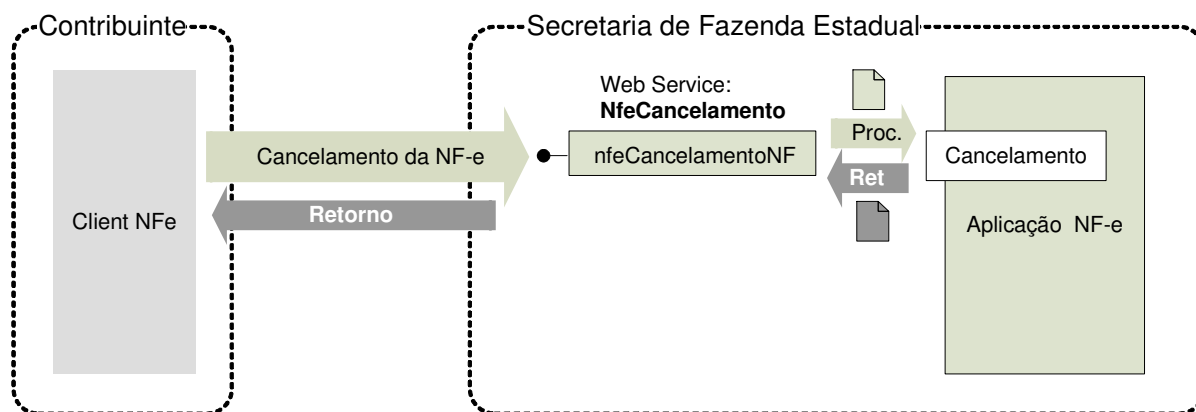 Contribuinte
Secretaria de Fazenda Estadual
Web Service:
NfeCancelamento
Proc.
Cancelamento da NF-e
nfeCancelamentoNF
Cancelamento
Ret
Retorno
Client NFe
Aplicação NF-e